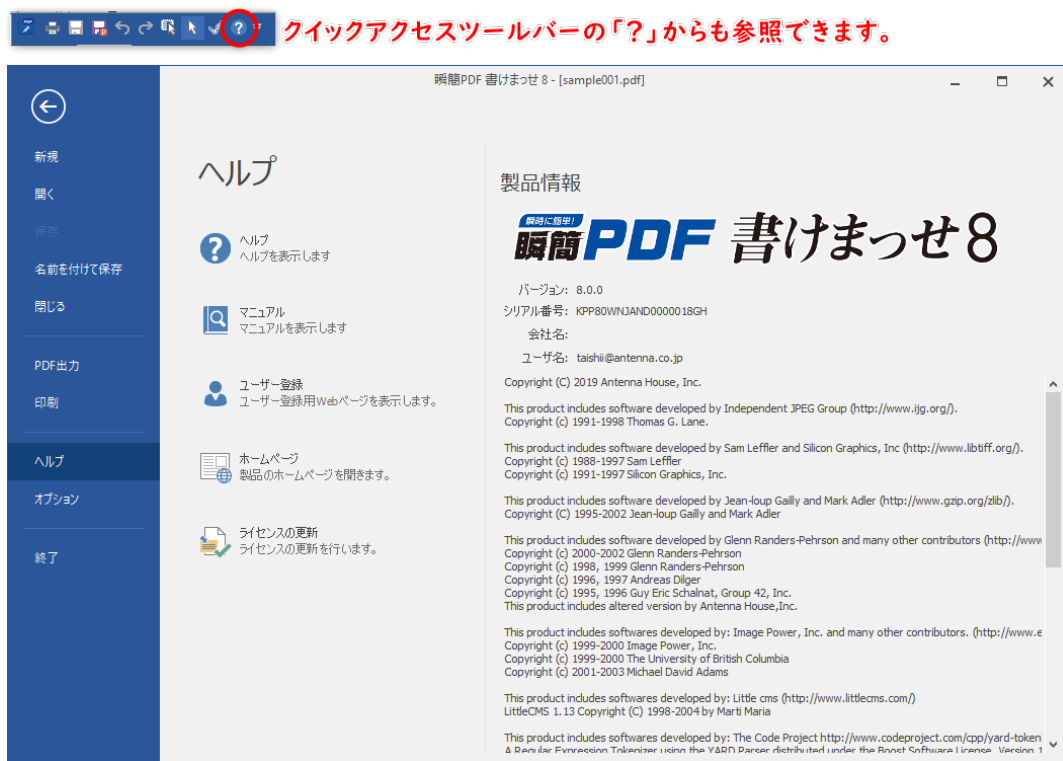 クイックアクセスツールバーの「？」からも参照できます。
瞬簡PDF 書けまっせ 8 - [sample001.pdf]
新規
開く
保存
名前を付けて保存
閉じる
PDF出力
印刷
ヘルプ
オプション
終了
ヘルプ
ヘルプ
ヘルプを表示します
マニュアル
マニュアルを表示します
ユーザー登録
ユーザー登録用Webページを表示します。
ホームページ
製品のホームページを開きます。
ライセンスの更新
ライセンスの更新を行います。
製品情報
瞬時に簡単!
瞬簡PDF 書けまっせ8
バージョン: 8.0.0
シリアル番号: KPP80WNJAND0000018GH
会社名:
ユーザ名: taishii@antenna.co.jp
Copyright (C) 2019 Antenna House, Inc.
This product includes software developed by Independent JPEG Group (http://www.ijg.org/).
Copyright (C) 1991-1998 Thomas G. Lane.
This product includes software developed by Sam Leffler and Silicon Graphics, Inc (http://www.libtiff.org/).
Copyright (C) 1988-1997 Sam Leffler
Copyright (C) 1991-1997 Silicon Graphics, Inc.
This product includes software developed by Jean-loup Gailly and Mark Adler (http://www.gzip.org/zlib/).
Copyright (C) 1995-2002 Jean-loup Gailly and Mark Adler
This product includes software developed by Glenn Randers-Pehrson and many other contributors (http://www
Copyright (c) 2000-2002 Glenn Randers-Pehrson
Copyright (c) 1998, 1999 Glenn Randers-Pehrson
Copyright (c) 1996, 1997 Andreas Dilger
Copyright (c) 1995, 1996 Guy Eric Schalnat, Group 42, Inc.
This product includes altered version by Antenna House,Inc.
This product includes softwares developed by: Image Power, Inc. and many other contributors. (http://www.e
Copyright (c) 1999-2000 Image Power, Inc.
Copyright (c) 1999-2000 The University of British Columbia
Copyright (c) 2001-2003 Michael David Adams
This product includes softwares developed by: Little cms (http://www.littlecms.com/)
LittleCMS 1.13 Copyright (C) 1998-2004 by Marti Maria
This product includes softwares developed by: The Code Project http://www.codeproject.com/cpp/yard-token
A Regular Expression Tokenizer using the YARD Parser distributed under the Boost Software License, Version 1